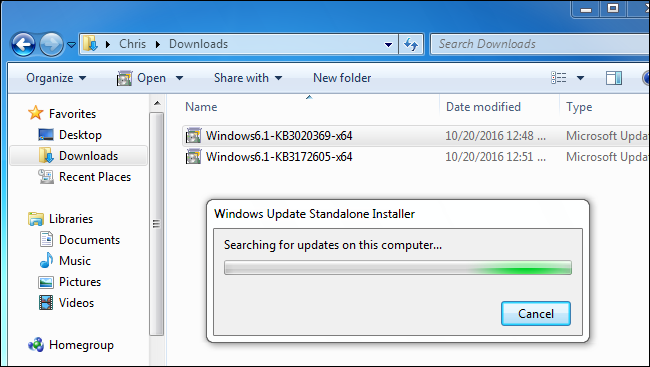 Chris Downloads Search Downloads
Organize Open Share with New folder
Name Date modified Type
Favorites
Desktop
Downloads
Recent Places
Windows6.1-KB3020369-x64 10/20/2016 12:48 ... Microsoft Upda
Windows6.1-KB3172605-x64 10/20/2016 12:51 ... Microsoft Upda
Libraries
Documents
Music
Pictures
Videos
Homegroup
Windows Update Standalone Installer
Searching for updates on this computer...
Cancel